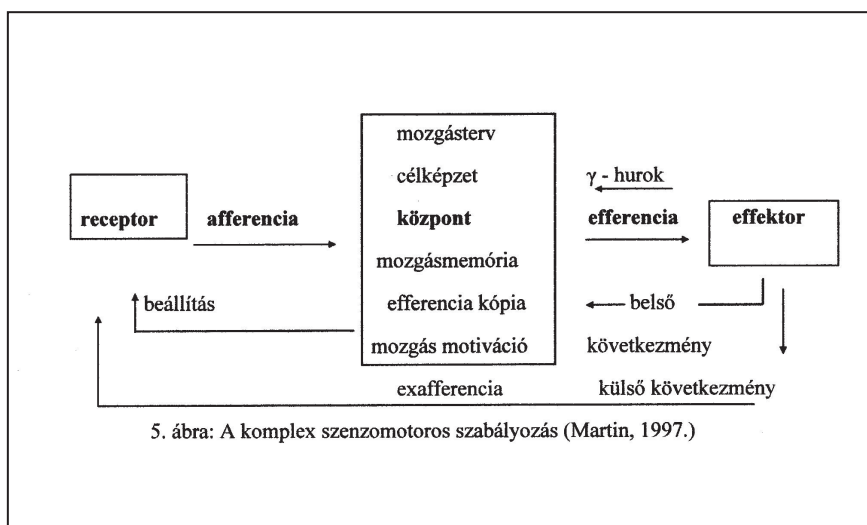 mozgásterv
célképzet
γ - hurok
receptor afferencia központ efferencia effektor
mozgásmemória
beállítás efferencia kópia belső
mozgás motiváció következmény
exafferencia külső következmény
5. ábra: A komplex szenzomotoros szabályozás (Martin, 1997.)